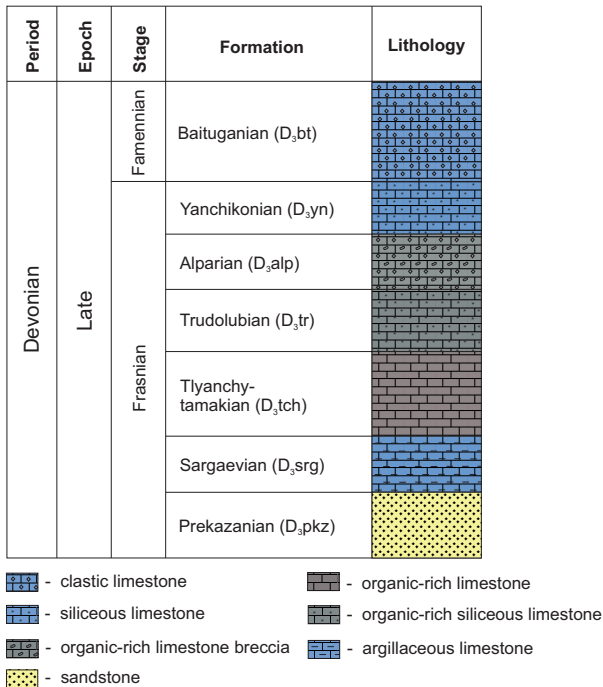 Period
Epoch
Stage
Formation
Lithology
Devonian
Late
Famennian
Baituganian (D₃bt)
Frasnian
Yanchikonian (D₃yn)
Alparian (D₃alp)
Trudolubian (D₃tr)
Tlyanchy-
tamakian (D₃tch)
Sargaevian (D₃srg)
Prekazanian (D₃pkz)
- clastic limestone
- organic-rich limestone
- siliceous limestone
- organic-rich siliceous limestone
- organic-rich limestone breccia
- argillaceous limestone
- sandstone